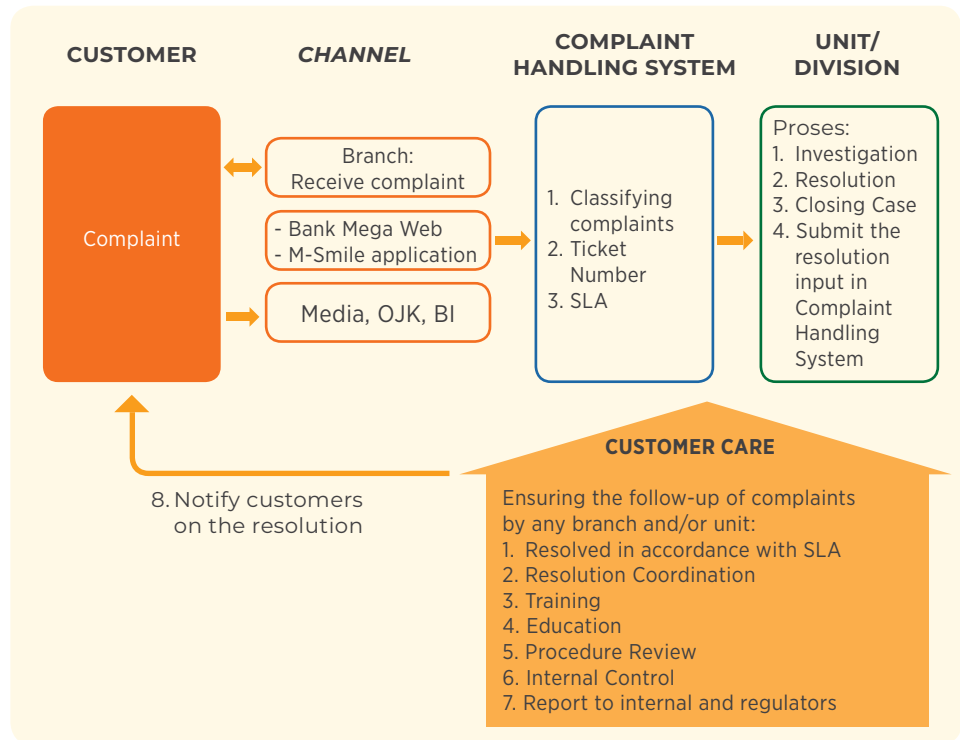 CUSTOMER
CHANNEL
COMPLAINT
HANDLING SYSTEM
UNIT/
DIVISION
Complaint
Branch:
Receive complaint
- Bank Mega Web
- M-Smile application
Media, OJK, BI
1. Classifying
complaints
2. Ticket
Number
3. SLA
Proses:
1. Investigation
2. Resolution
3. Closing Case
4. Submit the
resolution
input in
Complaint
Handling
System
8. Notify customers
on the resolution
CUSTOMER CARE
Ensuring the follow-up of complaints
by any branch and/or unit:
1. Resolved in accordance with SLA
2. Resolution Coordination
3. Training
4. Education
5. Procedure Review
6. Internal Control
7. Report to internal and regulators